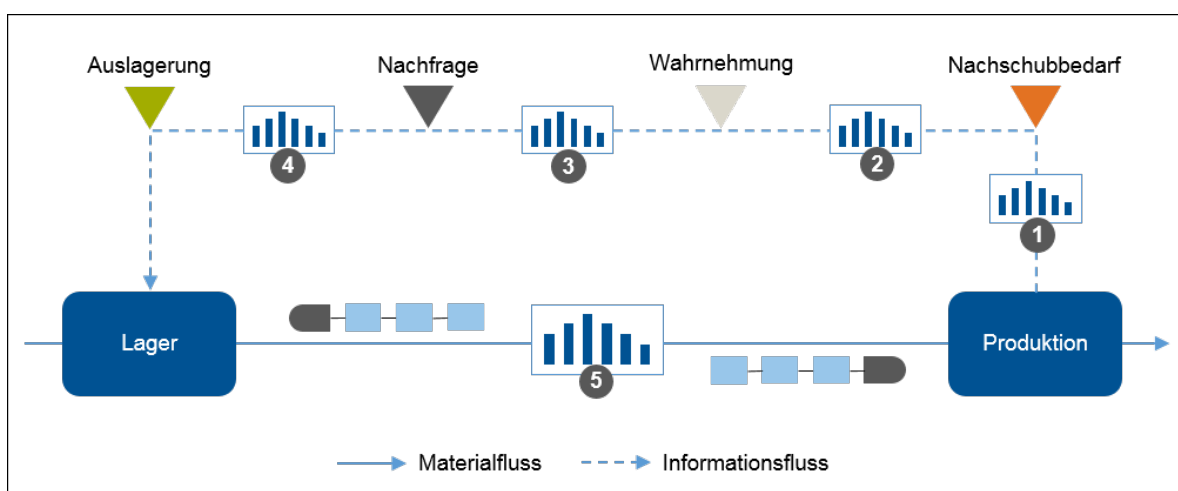 Auslagerung
Nachfrage
Wahrnehmung
Nachschubbedarf
4
3
2
1
Lager
5
Produktion
Materialfluss
Informationsfluss